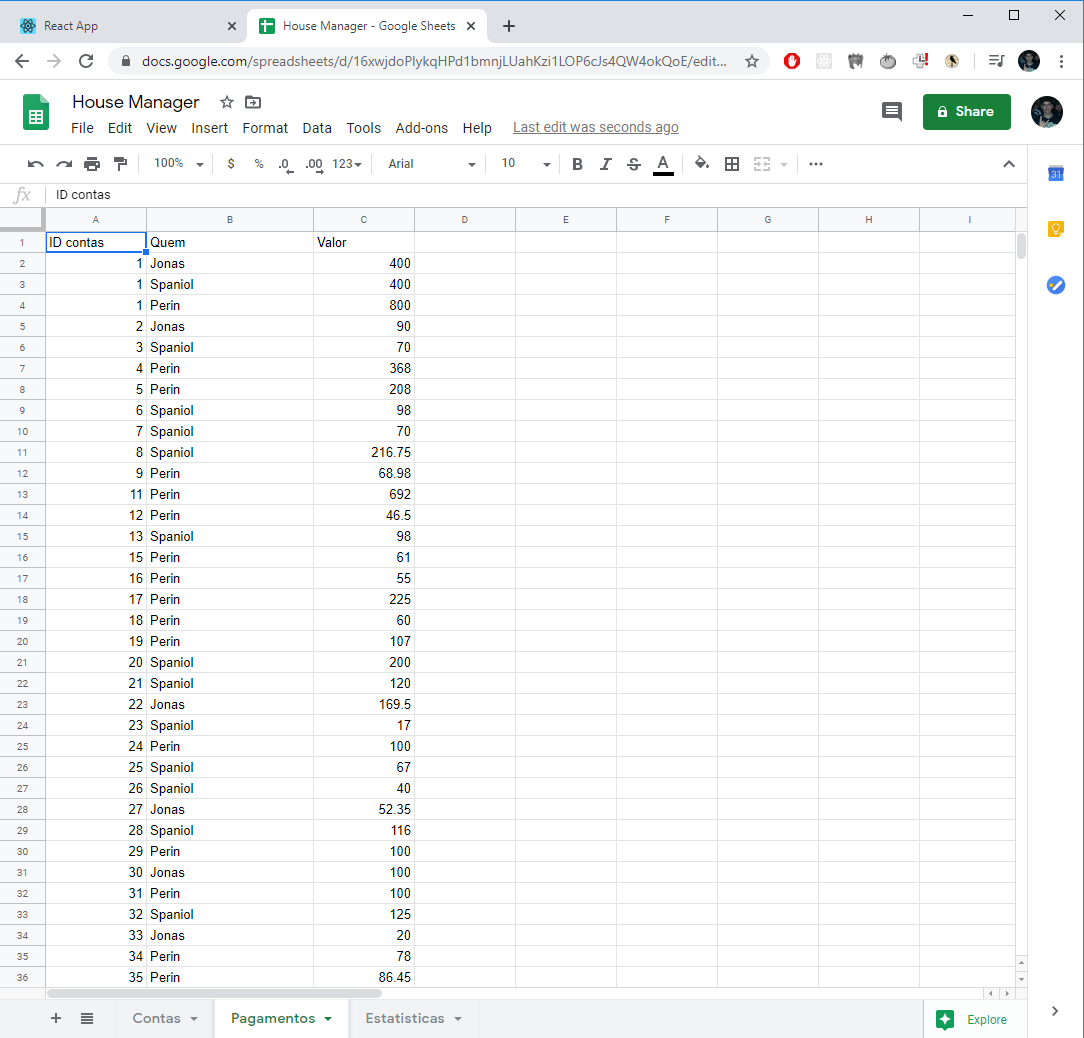 React App
House Manager - Google Sheets
docs.google.com/spreadsheets/d/16xwjdoPlykqHPd1bmnjLUahKzi1LOP6cJs4QW4okQoE/edit...
House Manager
File Edit View Insert Format Data Tools Add-ons Help Last edit was seconds ago
Share
100% $ % .0 .00 123 Arial 10 B I S A
31
fx ID contas
A B C D E F G H I
1 ID contas Quem Valor
2 1 Jonas 400
3 1 Spaniol 400
4 1 Perin 800
5 2 Jonas 90
6 3 Spaniol 70
7 4 Perin 368
8 5 Perin 208
9 6 Spaniol 98
10 7 Spaniol 70
11 8 Spaniol 216.75
12 9 Perin 68.98
13 11 Perin 692
14 12 Perin 46.5
15 13 Spaniol 98
16 15 Perin 61
17 16 Perin 55
18 17 Perin 225
19 18 Perin 60
20 19 Perin 107
21 20 Spaniol 200
22 21 Spaniol 120
23 22 Jonas 169.5
24 23 Spaniol 17
25 24 Perin 100
26 25 Spaniol 67
27 26 Spaniol 40
28 27 Jonas 52.35
29 28 Spaniol 116
30 29 Perin 100
31 30 Jonas 100
32 31 Perin 100
33 32 Spaniol 125
34 33 Jonas 20
35 34 Perin 78
36 35 Perin 86.45
Contas Pagamentos Estatisticas
Explore